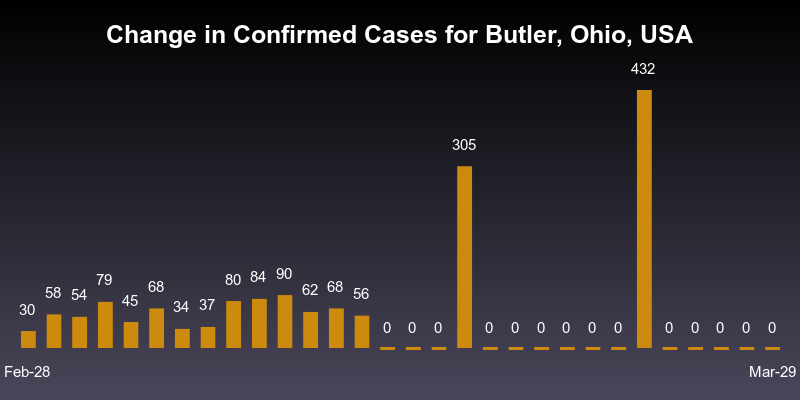 Change in Confirmed Cases for Butler, Ohio, USA
30 58 54 79 45 68 34 37 80 84 90 62 68 56 0 0 0 305 0 0 0 0 0 0 432 0 0 0 0 0
Feb-28 Mar-29